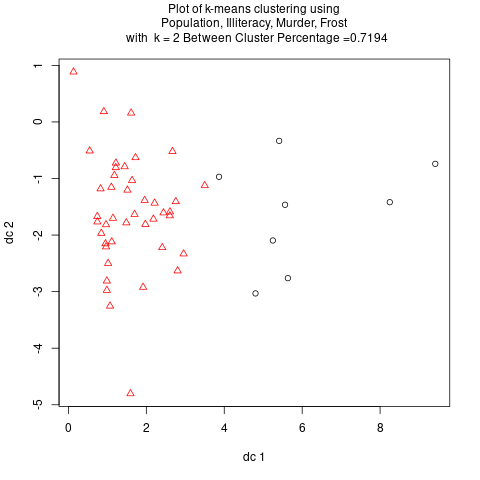 Plot of k-means clustering using
Population, Illiteracy, Murder, Frost
with k = 2 Between Cluster Percentage =0.7194
1
0
-1
-2
-3
-4
-5
dc 2
0 2 4 6 8
dc 1